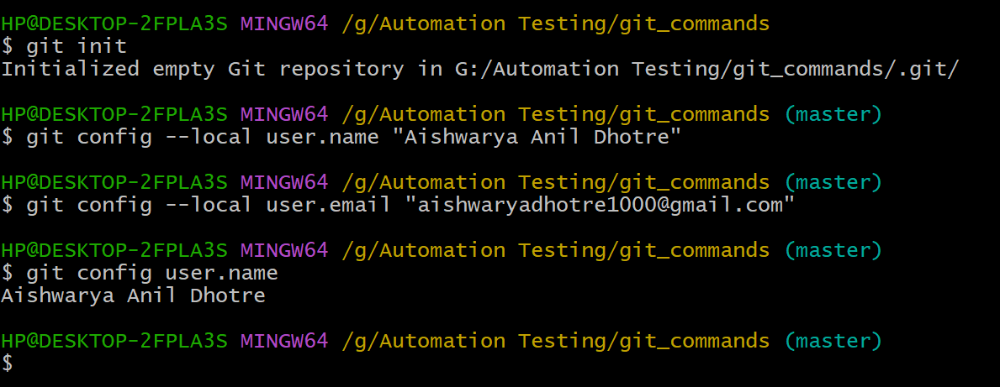 HP@DESKTOP-2FPLA3S MINGW64 /g/Automation Testing/git_commands
$ git init
Initialized empty Git repository in G:/Automation Testing/git_commands/.git/
HP@DESKTOP-2FPLA3S MINGW64 /g/Automation Testing/git_commands (master)
$ git config --local user.name "Aishwarya Anil Dhotre"
HP@DESKTOP-2FPLA3S MINGW64 /g/Automation Testing/git_commands (master)
$ git config --local user.email "aishwaryadhotre1000@gmail.com"
HP@DESKTOP-2FPLA3S MINGW64 /g/Automation Testing/git_commands (master)
$ git config user.name
Aishwarya Anil Dhotre
HP@DESKTOP-2FPLA3S MINGW64 /g/Automation Testing/git_commands (master)
$